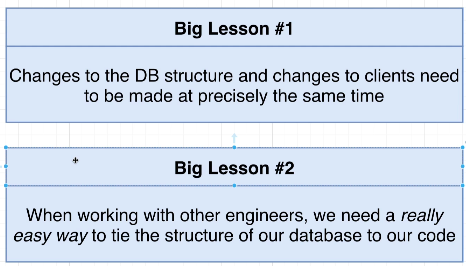 Big Lesson #1
Changes to the DB structure and changes to clients need
to be made at precisely the same time
Big Lesson #2
When working with other engineers, we need a really
easy way to tie the structure of our database to our code